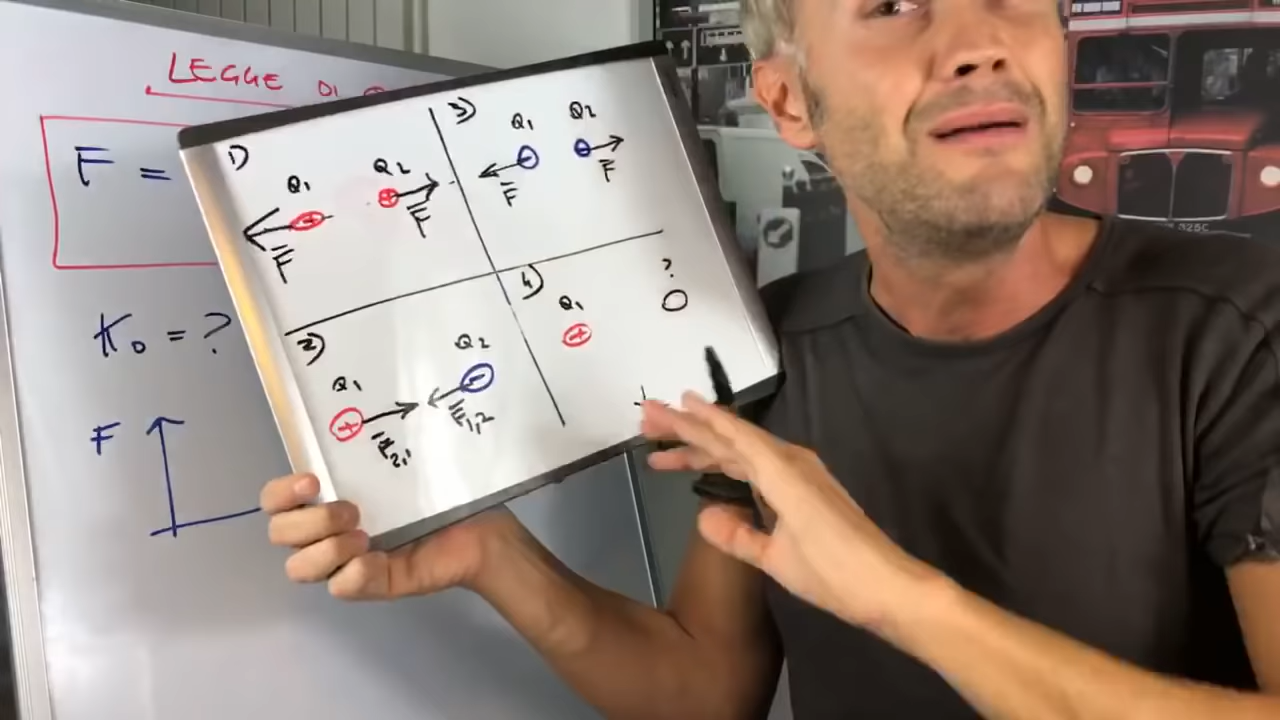 LEGGE DI
F =
K₀ = ?
F
1)
Q1
Q2
+
+
F
F
3)
Q1
Q2
-
-
F
F
2)
Q1
Q2
+
-
F2,1
F1,2
4)
Q1
?
+